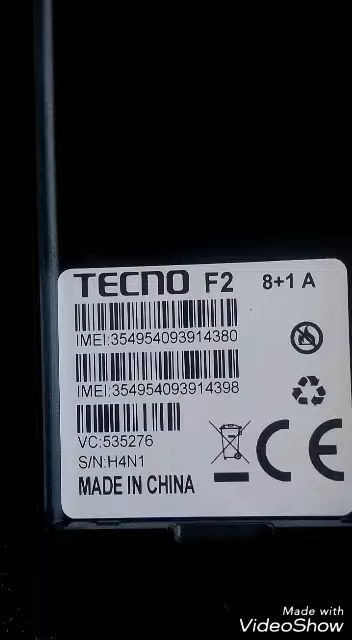 TECNO F2 8+1 A
IMEI:354954093914380
IMEI:354954093914398
VC:535276
S/N:H4N1
MADE IN CHINA
CE
Made with
VideoShow